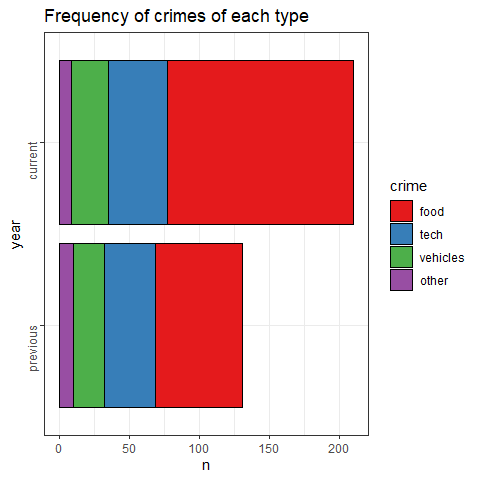 Frequency of crimes of each type
year
current
previous
0 50 100 150 200
n
crime
food
tech
vehicles
other